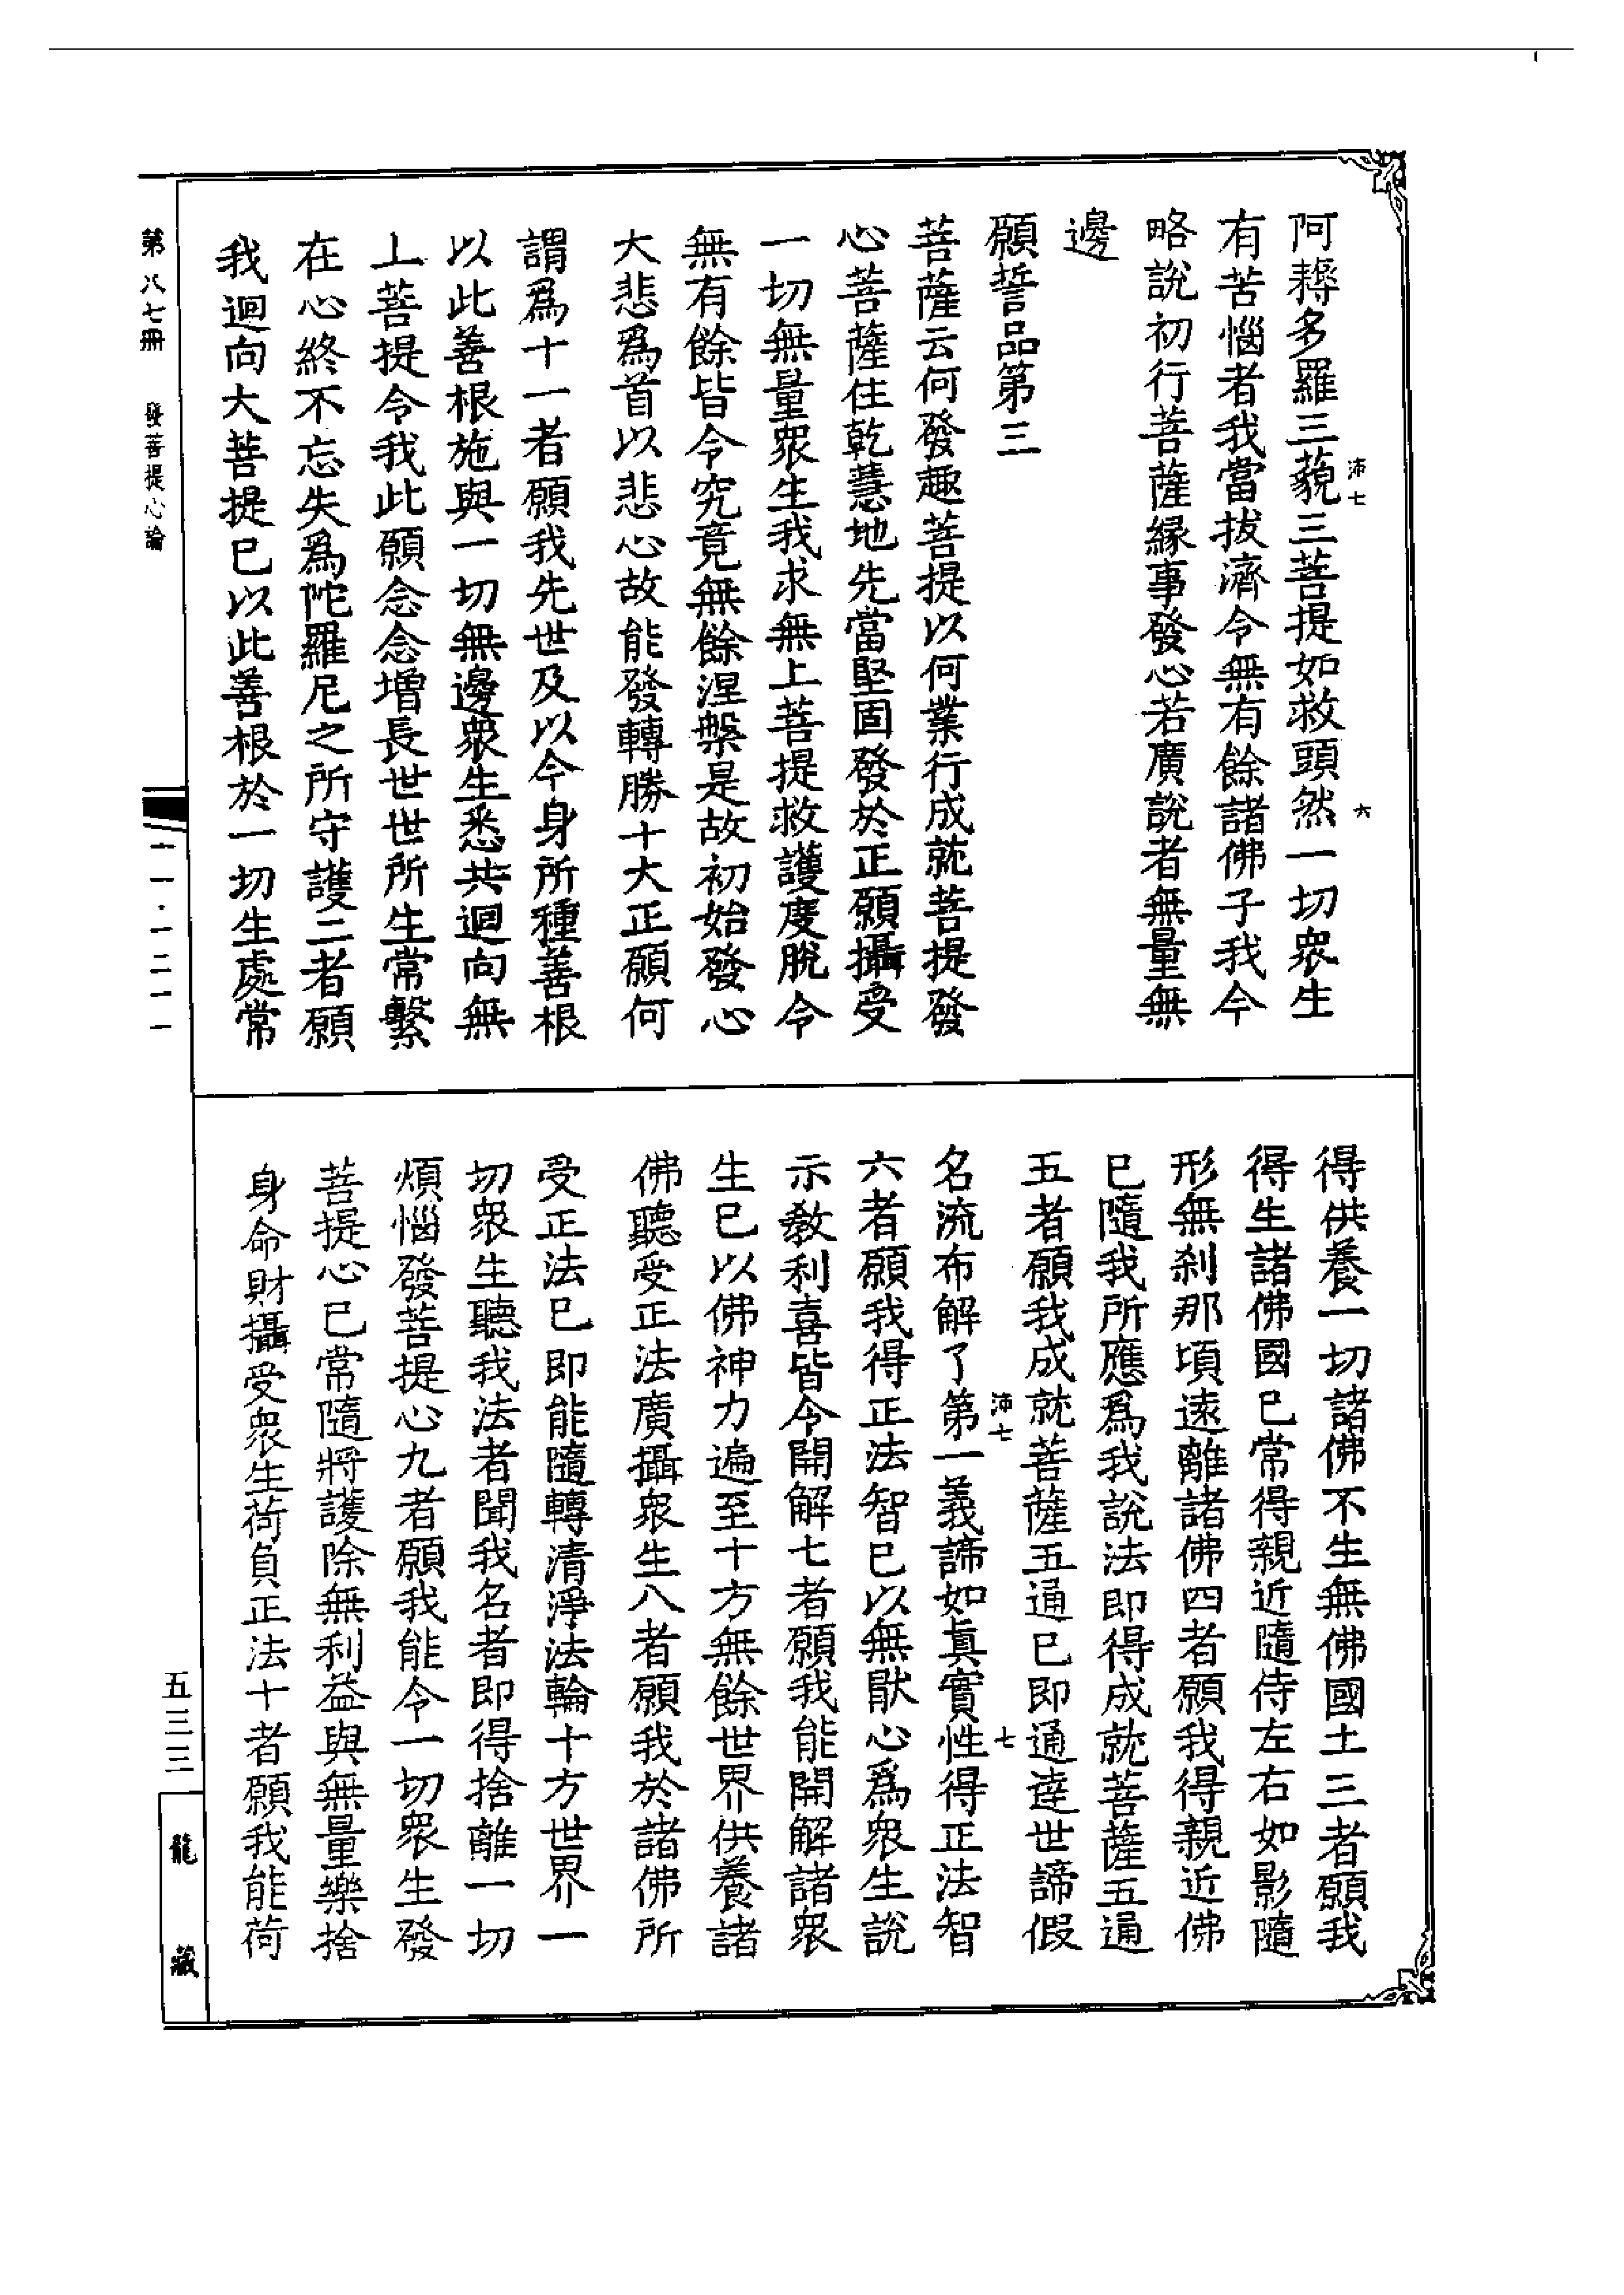 阿耨多羅三藐三菩提如救頭然一切衆生
有苦惱者我當拔濟令無有餘諸佛子我今
略說初行菩薩緣事發心若廣說者無量無
邊
願誓品第三
菩薩云何發趣菩提以何業行成就菩提發
心菩薩住乾慧地先當堅固發於正願攝受
一切無量衆生我求無上菩提救護度脫令
無有餘皆令究竟無餘涅槃是故初始發心
大悲爲首以悲心故能發轉勝十大正願何
謂爲十一者願我先世及以今身所種善根
以此善根施與一切無邊衆生悉共迴向無
上菩提令我此願念念增長世世所生常繫
在心終不忘失爲陀羅尼之所守護二者願
我迴向大菩提已以此善根於一切生處常
得供養一切諸佛不生無佛國土三者願我
得生諸佛國已常得親近隨侍左右如影隨
形無刹那頃遠離諸佛四者願我得親近佛
已隨我所應爲我說法即得成就菩薩五通
五者願我成就菩薩五通已即通達世諦假
名流布解了第一義諦如眞實性得正法智
六者願我得正法智已以無猒心爲衆生說
示教利喜皆令開解七者願我能開解諸衆
生已以佛神力遍至十方無餘世界供養諸
佛聽受正法廣攝衆生八者願我於諸佛所
受正法已即能隨轉清淨法輪十方世界一
切衆生聽我法者聞我名者即得捨離一切
煩惱發菩提心九者願我能令一切衆生發
菩提心已常隨將護除無利益與無量樂捨
身命財攝受衆生荷負正法十者願我能荷
沛七
六
沛七
七
第八七冊
發菩提心論
一一·一二一一
五三三
龍藏